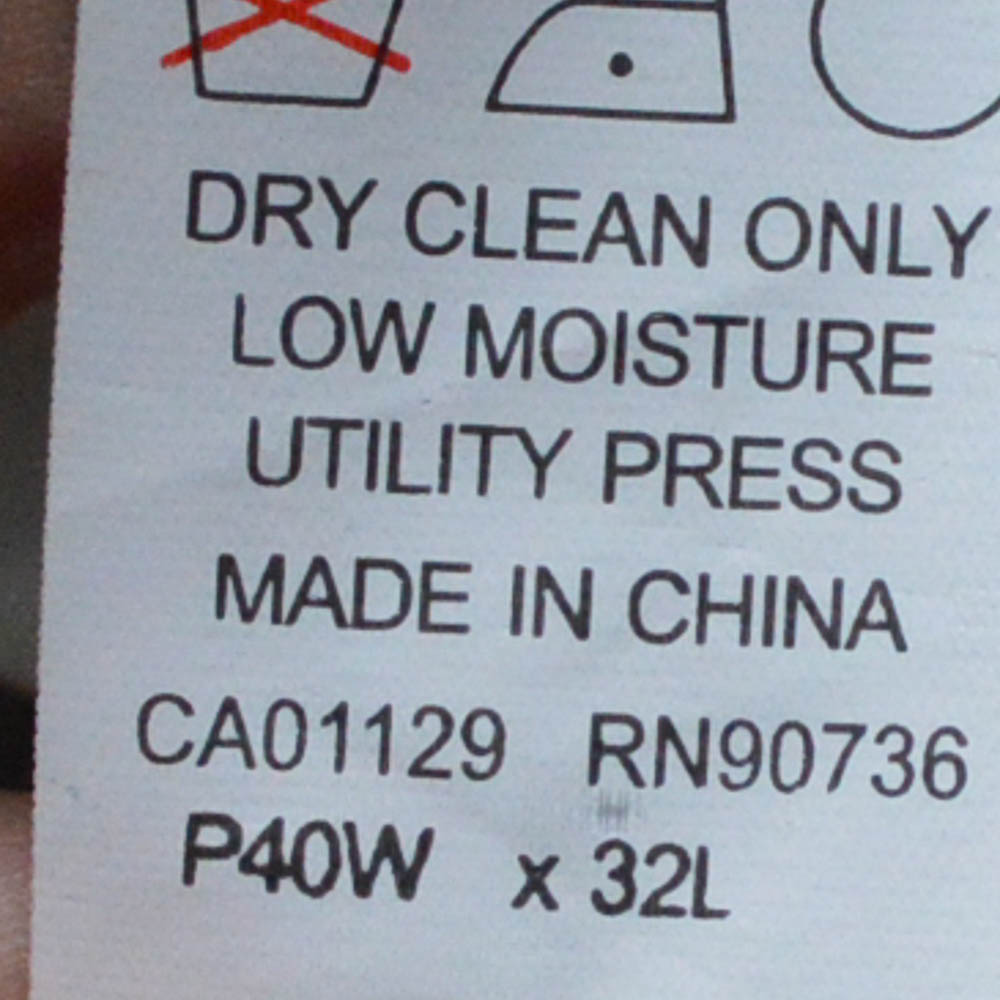 DRY CLEAN ONLY
LOW MOISTURE
UTILITY PRESS
MADE IN CHINA
CA01129 RN90736
P40W x 32L